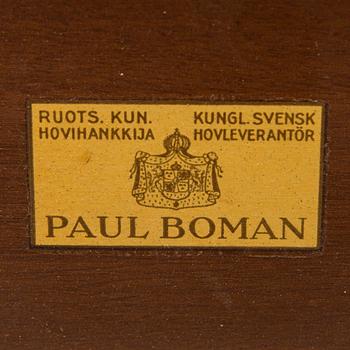 RUOTS. KUN. KUNGL. SVENSK
HOVIHANKKIJA HOVLEVERANTÖR
PAUL BOMAN